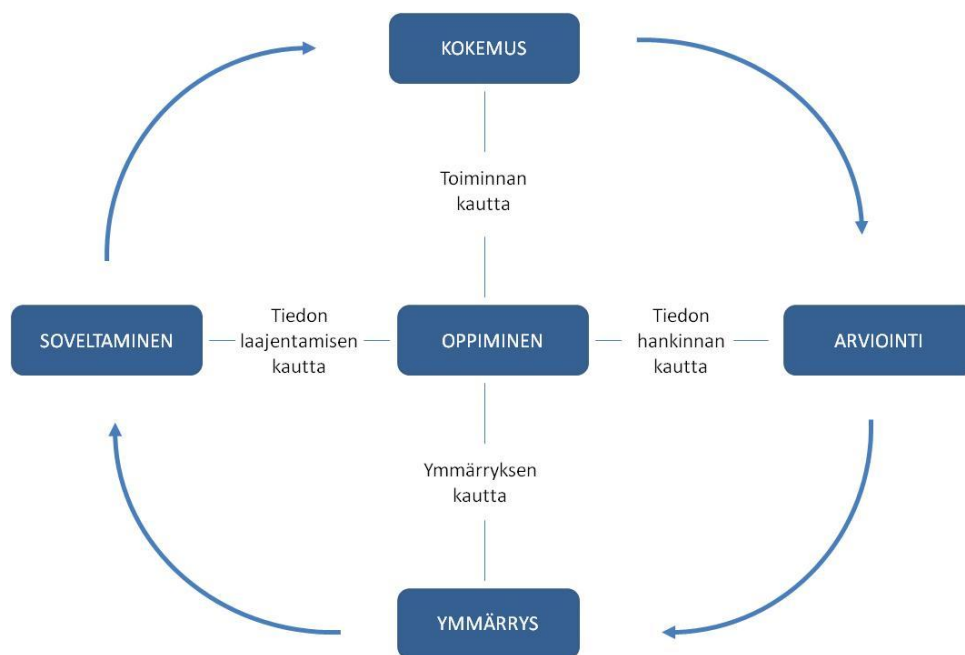 KOKEMUS
Toiminnan
kautta
SOVELTAMINEN
Tiedon
laajentamisen
kautta
OPPIMINEN
Tiedon
hankinnan
kautta
ARVIOINTI
Ymmärryksen
kautta
YMMÄRRYS